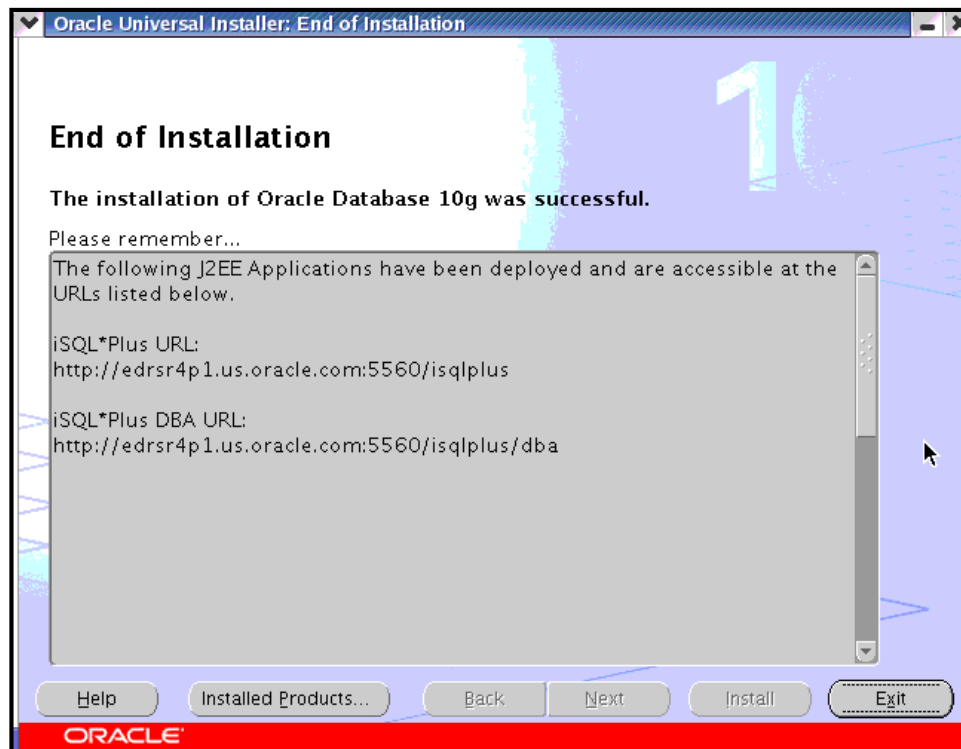 Oracle Universal Installer: End of Installation
10
End of Installation
The installation of Oracle Database 10g was successful.
Please remember...
The following J2EE Applications have been deployed and are accessible at the
URLs listed below.
iSQL*Plus URL:
http://edrsr4p1.us.oracle.com:5560/isqlplus
iSQL*Plus DBA URL:
http://edrsr4p1.us.oracle.com:5560/isqlplus/dba
Help
Installed Products...
Back
Next
Install
Exit
ORACLE